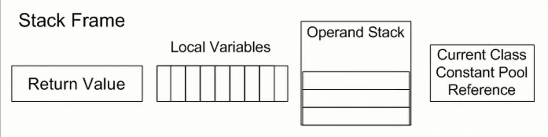 Stack Frame
Return Value
Local Variables
Operand Stack
Current Class
Constant Pool
Reference